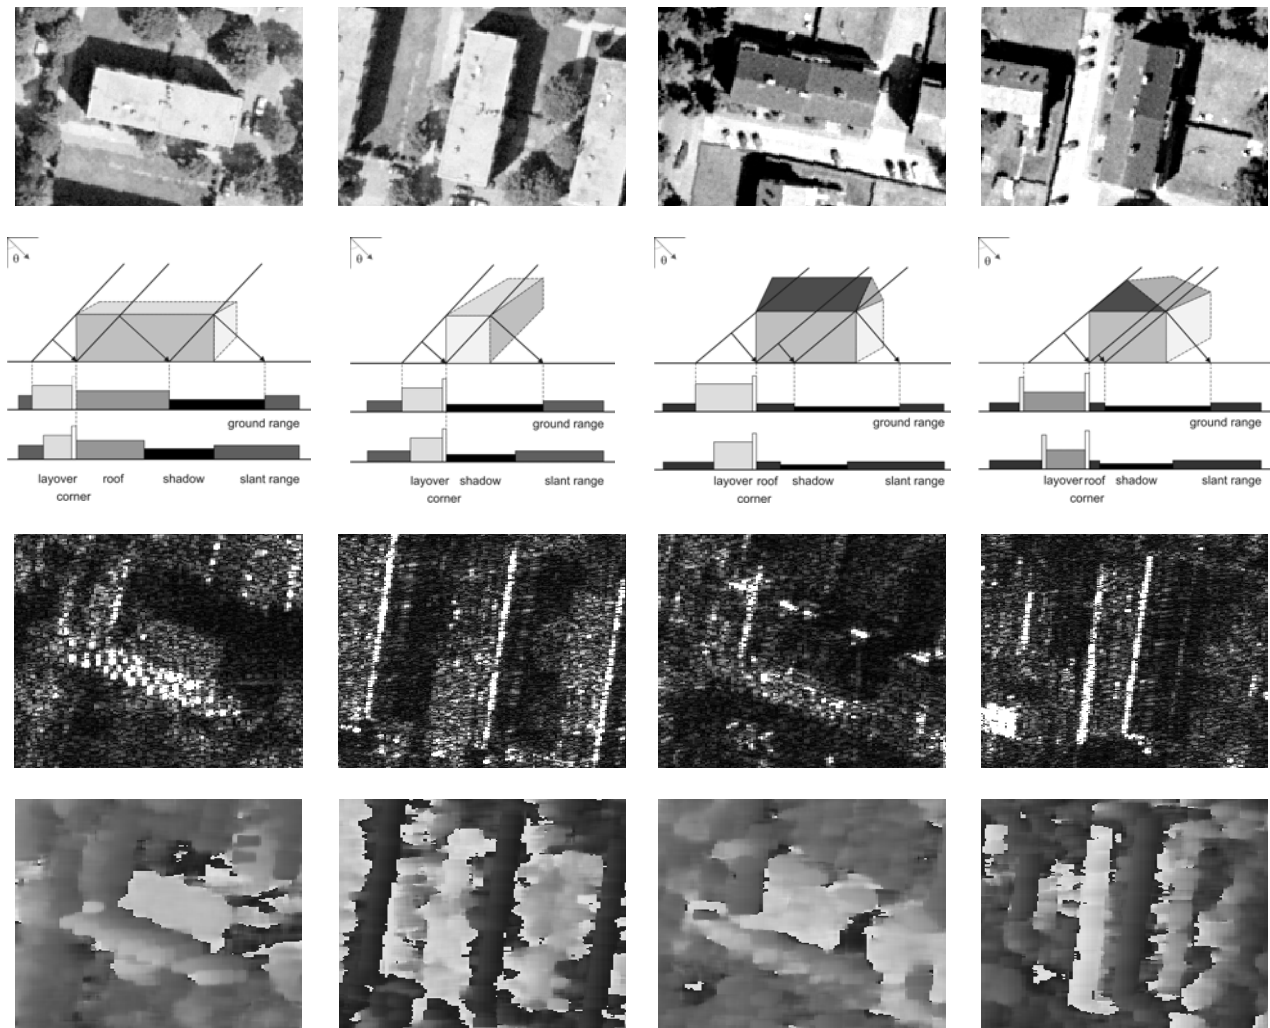 θ
θ
θ
θ
ground range
ground range
ground range
ground range
layover roof shadow slant range
corner
layover shadow slant range
corner
layover roof shadow slant range
corner
layover roof shadow slant range
corner